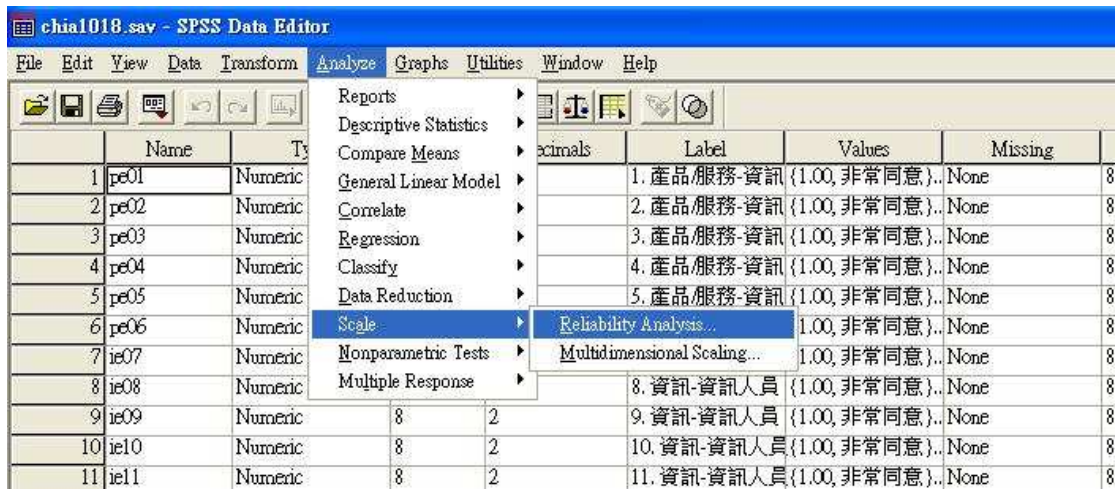 chia1018.sav - SPSS Data Editor
File Edit View Data Transform Analyze Graphs Utilities Window Help
Reports
Descriptive Statistics
Compare Means
General Linear Model
Correlate
Regression
Classify
Data Reduction
Scale
Nonparametric Tests
Multiple Response
Reliability Analysis...
Multidimensional Scaling...
Name Ty ecimals Label Values Missing
1 pe01 Numeric 1. 產品/服務-資訊 {1.00, 非常同意}.. None 8
2 pe02 Numeric 2. 產品/服務-資訊 {1.00, 非常同意}.. None 8
3 pe03 Numeric 3. 產品/服務-資訊 {1.00, 非常同意}.. None 8
4 pe04 Numeric 4. 產品/服務-資訊 {1.00, 非常同意}.. None 8
5 pe05 Numeric 5. 產品/服務-資訊 {1.00, 非常同意}.. None 8
6 pe06 Numeric 1.00, 非常同意}.. None 8
7 ie07 Numeric 1.00, 非常同意}.. None 8
8 ie08 Numeric 8. 資訊-資訊人員 {1.00, 非常同意}.. None 8
9 ie09 Numeric 8 2 9. 資訊-資訊人員 {1.00, 非常同意}.. None 8
10 ie10 Numeric 8 2 10. 資訊-資訊人員 {1.00, 非常同意}.. None 8
11 ie11 Numeric 8 2 11. 資訊-資訊人員 {1.00, 非常同意}.. None 8